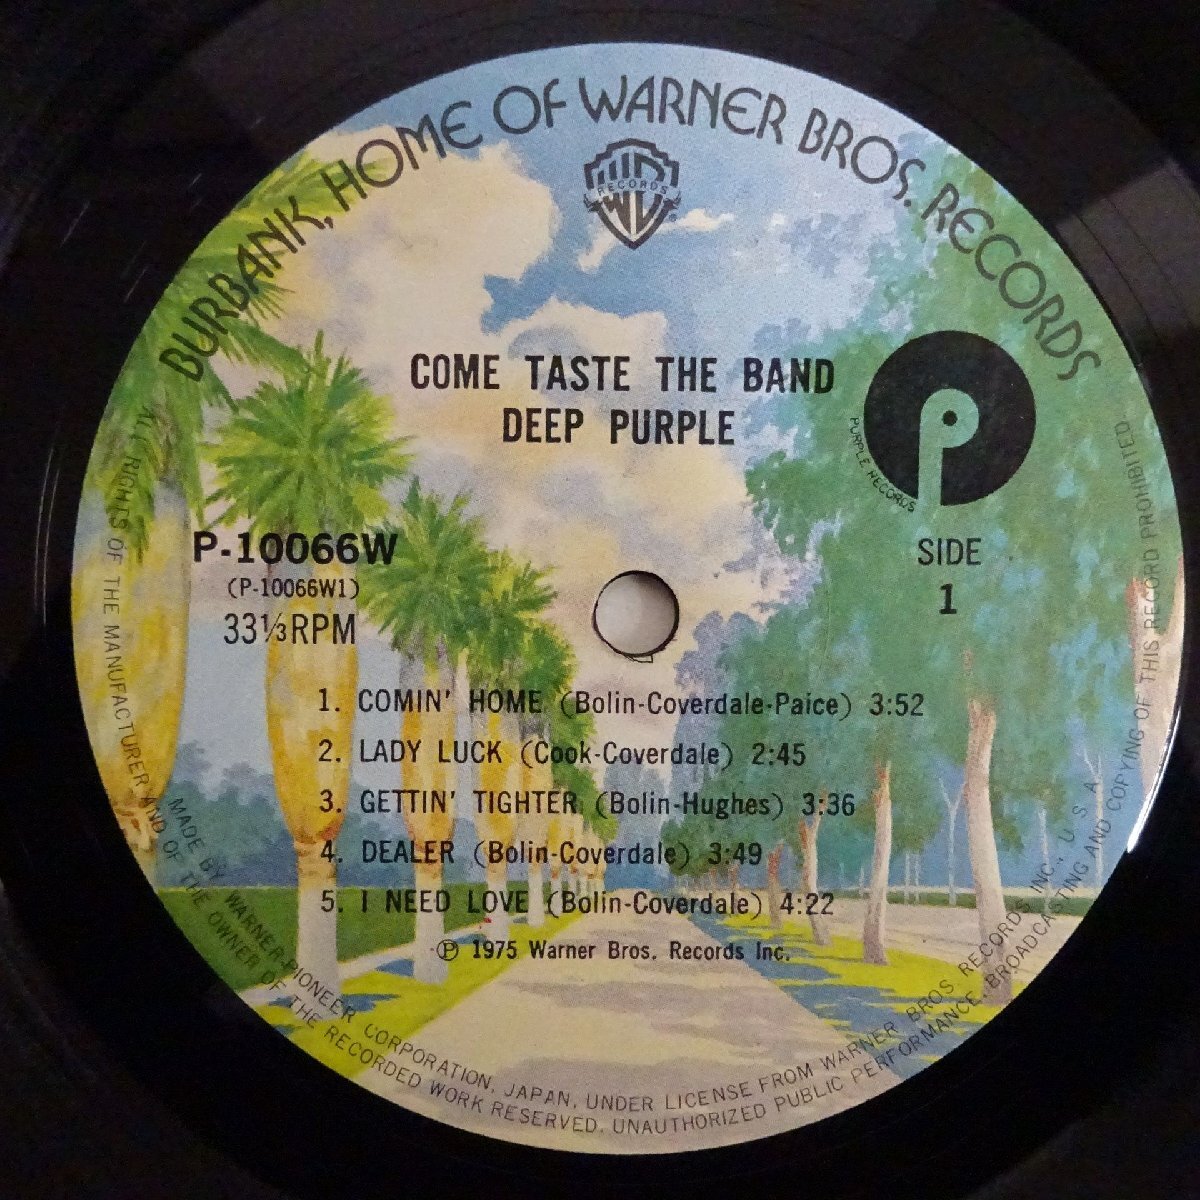 BURBANK, HOME OF WARNER BROS. RECORDS
RECORDS
®
COME TASTE THE BAND
DEEP PURPLE
PURPLE RECORDS
P-10066W
(P-10066W1)
33⅓RPM
SIDE
1
1. COMIN' HOME (Bolin-Coverdale-Paice) 3:52
2. LADY LUCK (Cook-Coverdale) 2:45
3. GETTIN' TIGHTER (Bolin-Hughes) 3:36
4. DEALER (Bolin-Coverdale) 3:49
5. I NEED LOVE (Bolin-Coverdale) 4:22
Ⓟ 1975 Warner Bros. Records Inc.
MADE BY WARNER-PIONEER CORPORATION, JAPAN, UNDER LICENSE FROM WARNER BROS RECORDS INC., U. S. A.
ALL RIGHTS OF THE MANUFACTURER AND OF THE OWNER OF THE RECORDED WORK RESERVED. UNAUTHORIZED PUBLIC PERFORMANCE, BROADCASTING AND COPYING OF THIS RECORD PROHIBITED